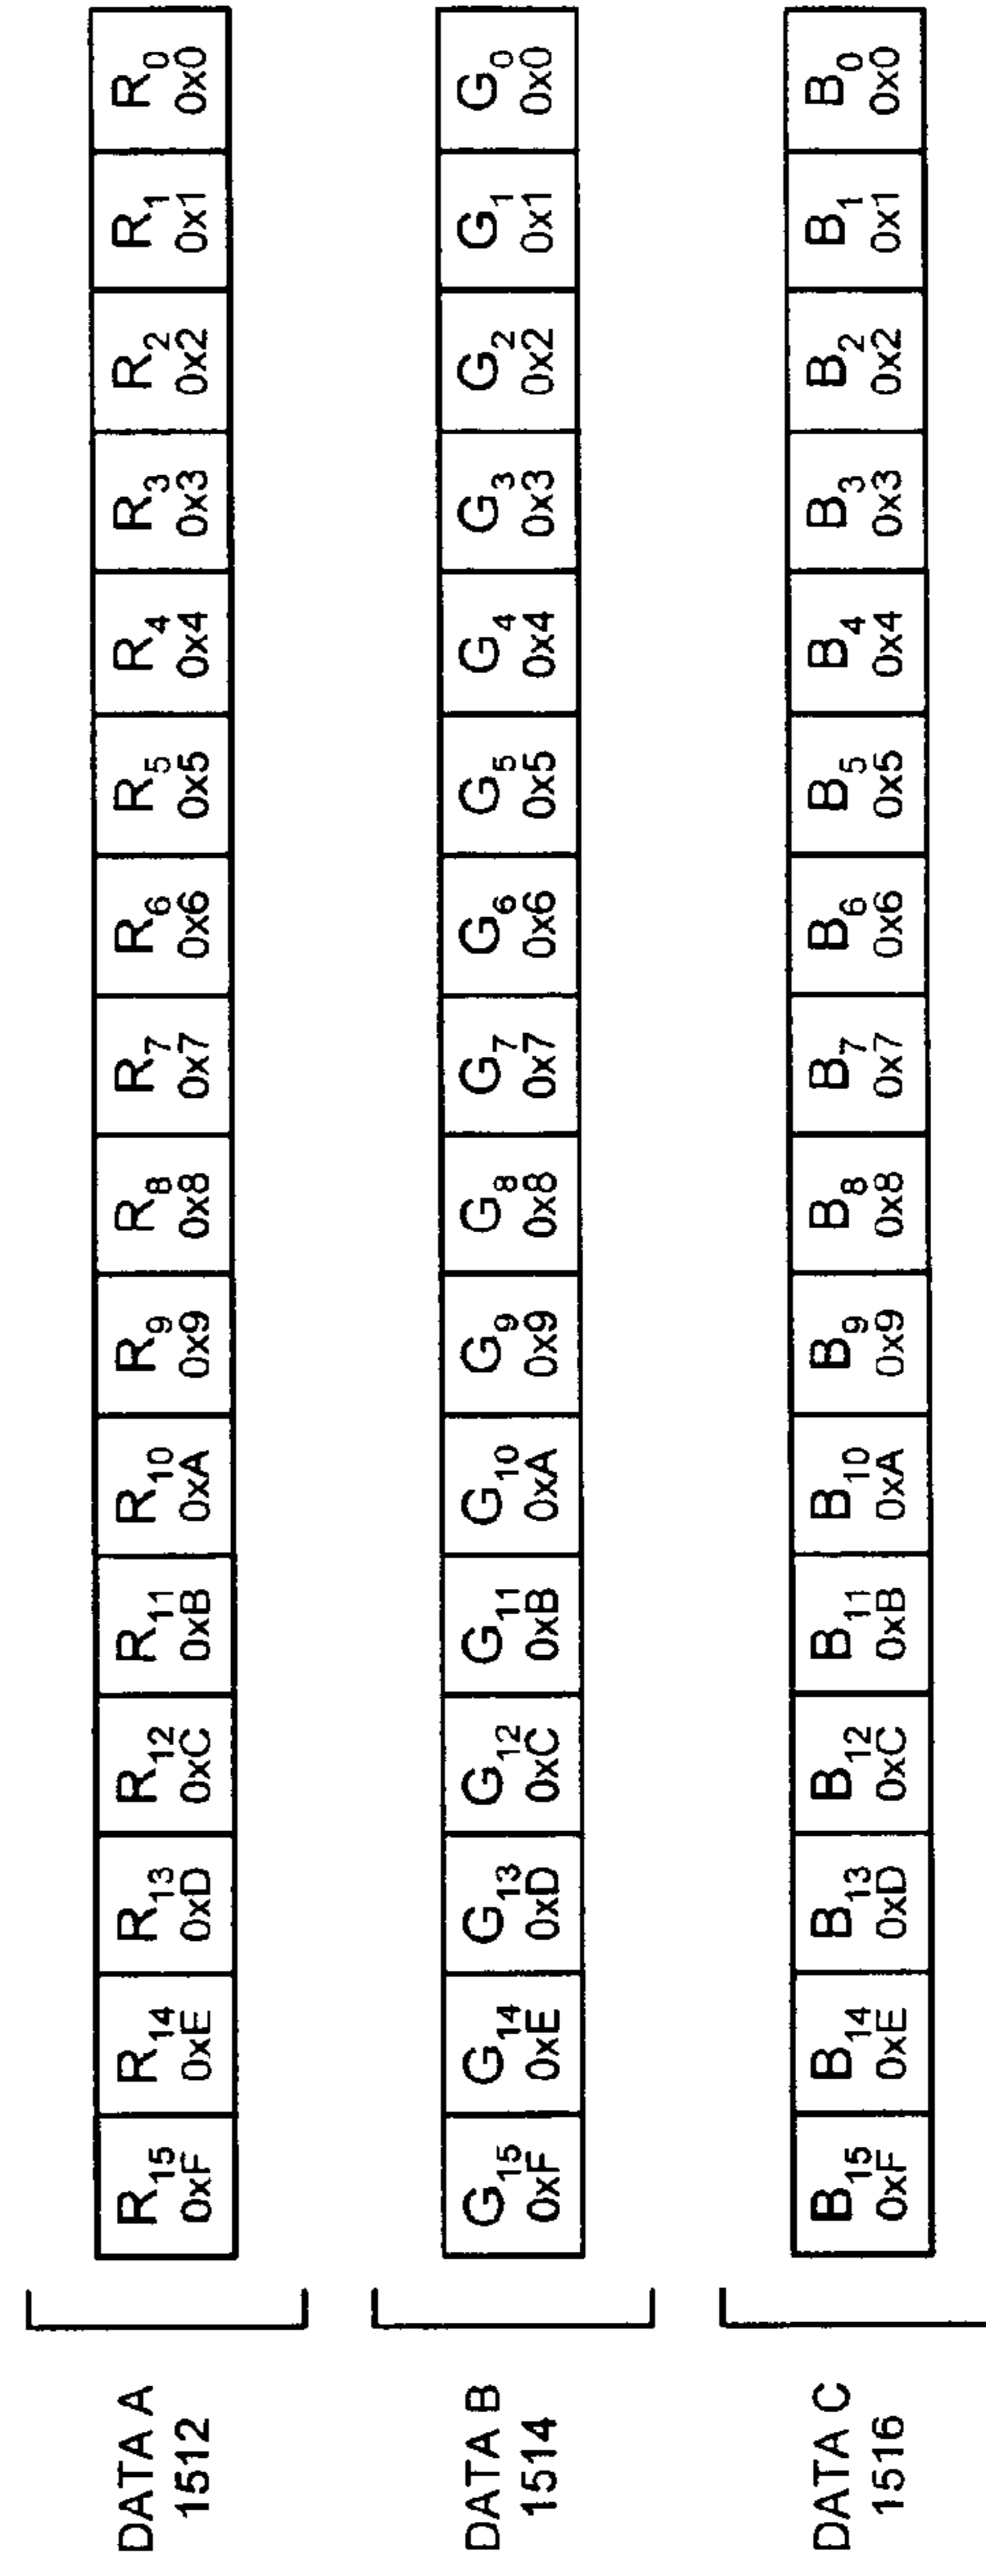 DATA A
1512
R15 R14 R13 R12 R11 R10 R9 R8 R7 R6 R5 R4 R3 R2 R1 R0
0xF 0xE 0xD 0xC 0xB 0xA 0x9 0x8 0x7 0x6 0x5 0x4 0x3 0x2 0x1 0x0
DATA B
1514
G15 G14 G13 G12 G11 G10 G9 G8 G7 G6 G5 G4 G3 G2 G1 G0
0xF 0xE 0xD 0xC 0xB 0xA 0x9 0x8 0x7 0x6 0x5 0x4 0x3 0x2 0x1 0x0
DATA C
1516
B15 B14 B13 B12 B11 B10 B9 B8 B7 B6 B5 B4 B3 B2 B1 B0
0xF 0xE 0xD 0xC 0xB 0xA 0x9 0x8 0x7 0x6 0x5 0x4 0x3 0x2 0x1 0x0